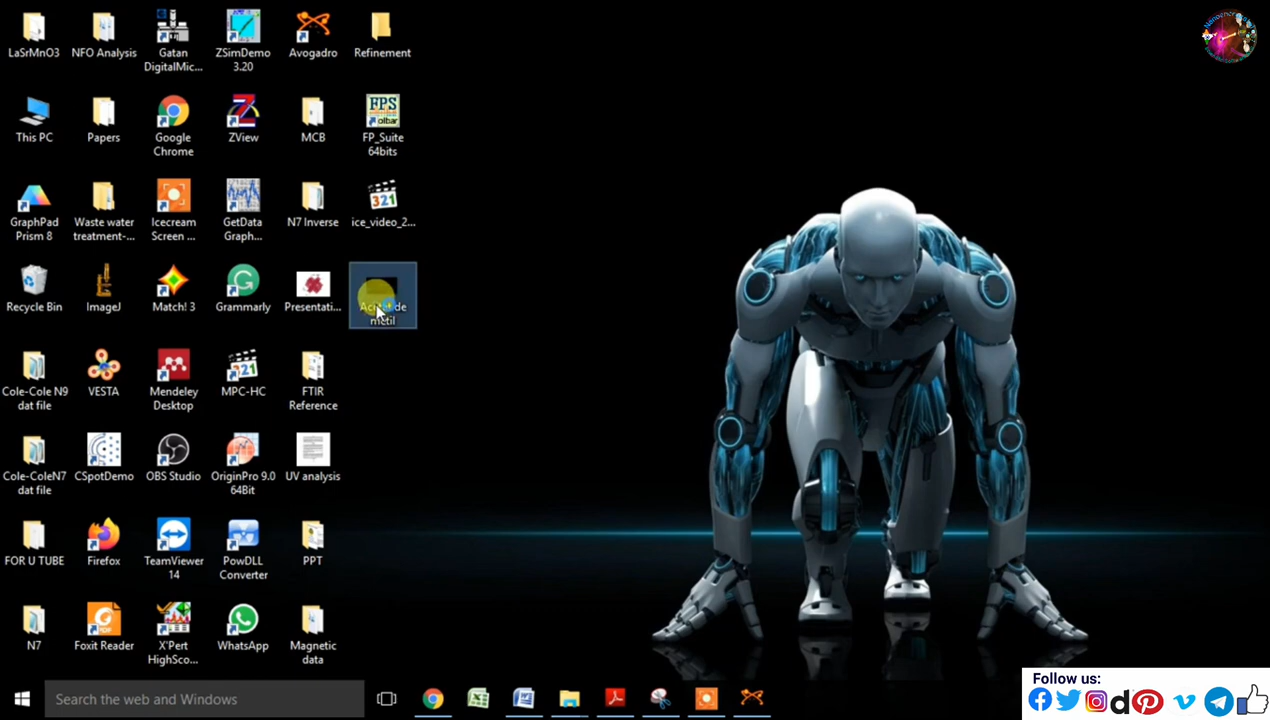 LaSrMnO3
NFO Analysis
Gatan
DigitalMic...
ZSimDemo
3.20
Avogadro
Refinement
This PC
Papers
Google
Chrome
ZView
MCB
FPS
olbar
FP_Suite
64bits
GraphPad
Prism 8
Waste water
treatment-...
Icecream
Screen ...
GetData
Graph...
N7 Inverse
321
ice_video_2...
Recycle Bin
ImageJ
Match! 3
Grammarly
Presentati...
de
metil
Cole-Cole N9
dat file
VESTA
Mendeley
Desktop
321
MPC-HC
FTIR
Reference
Cole-ColeN7
dat file
CSpotDemo
OBS Studio
OriginPro 9.0
64Bit
UV analysis
FOR U TUBE
Firefox
TeamViewer
14
PowDLL
Converter
PPT
N7
Foxit Reader
X'Pert
HighSco...
WhatsApp
Magnetic
data
Search the web and Windows
Follow us: